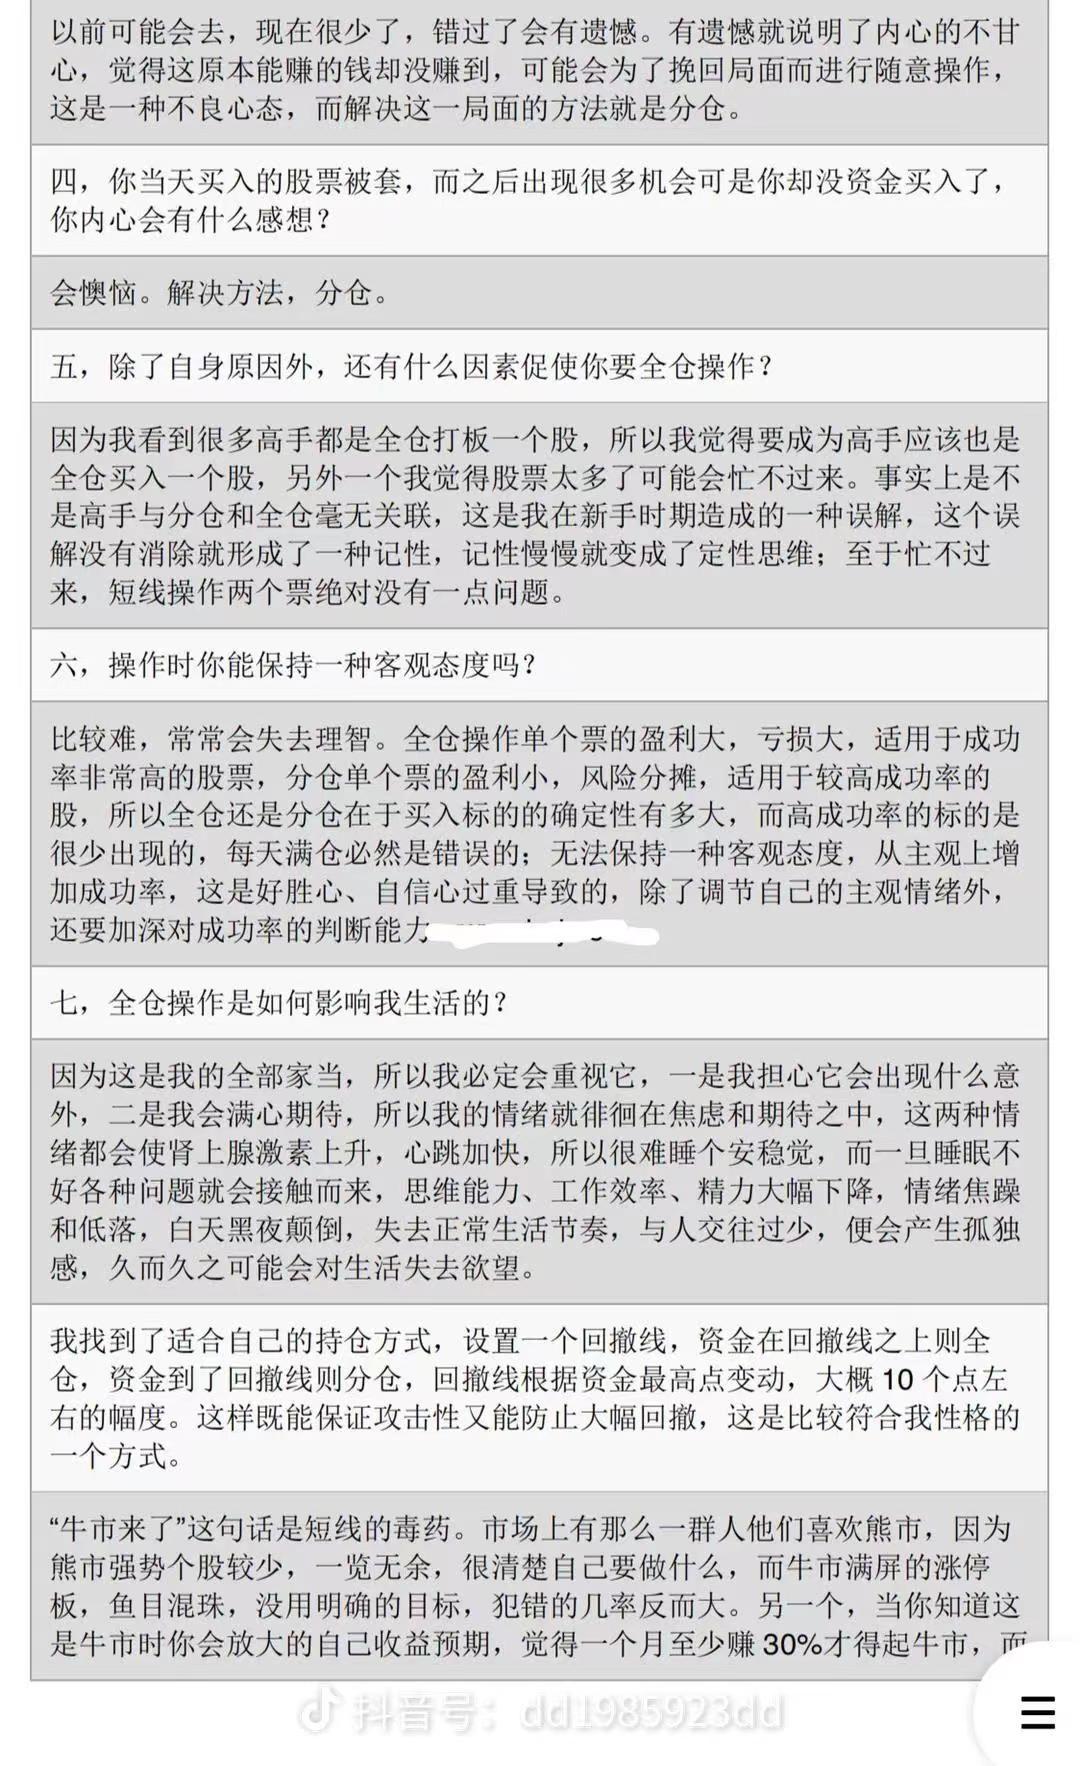 以前可能会去，现在很少了，错过了会有遗憾。有遗憾就说明了内心的不甘
心，觉得这原本能赚的钱却没赚到，可能会为了挽回局面而进行随意操作，
这是一种不良心态，而解决这一局面的方法就是分仓。
四，你当天买入的股票被套，而之后出现很多机会可是你却没资金买入了，
你内心会有什么感想？
会懊恼。解决方法，分仓。
五，除了自身原因外，还有什么因素促使你要全仓操作？
因为我看到很多高手都是全仓打板一个股，所以我觉得要成为高手应该也是
全仓买入一个股，另外一个我觉得股票太多了可能会忙不过来。事实上是不
是高手与分仓和全仓毫无关联，这是我在新手时期造成的一种误解，这个误
解没有消除就形成了一种记性，记性慢慢就变成了定性思维；至于忙不过
来，短线操作两个票绝对没有一点问题。
六，操作时你能保持一种客观态度吗？
比较难，常常会失去理智。全仓操作单个票的盈利大，亏损大，适用于成功
率非常高的股票，分仓单个票的盈利小，风险分摊，适用于较高成功率的
股，所以全仓还是分仓在于买入标的的确定性有多大，而高成功率的标的是
很少出现的，每天满仓必然是错误的；无法保持一种客观态度，从主观上增
加成功率，这是好胜心、自信心过重导致的，除了调节自己的主观情绪外，
还要加深对成功率的判断能力
七，全仓操作是如何影响我生活的？
因为这是我的全部家当，所以我必定会重视它，一是我担心它会出现什么意
外，二是我会满心期待，所以我的情绪就徘徊在焦虑和期待之中，这两种情
绪都会使肾上腺激素上升，心跳加快，所以很难睡个安稳觉，而一旦睡眠不
好各种问题就会接触而来，思维能力、工作效率、精力大幅下降，情绪焦躁
和低落，白天黑夜颠倒，失去正常生活节奏，与人交往过少，便会产生孤独
感，久而久之可能会对生活失去欲望。
我找到了适合自己的持仓方式，设置一个回撤线，资金在回撤线之上则全
仓，资金到了回撤线则分仓，回撤线根据资金最高点变动，大概 10 个点左
右的幅度。这样既能保证攻击性又能防止大幅回撤，这是比较符合我性格的
一个方式。
“牛市来了”这句话是短线的毒药。市场上有那么一群人他们喜欢熊市，因为
熊市强势个股较少，一览无余，很清楚自己要做什么，而牛市满屏的涨停
板，鱼目混珠，没用明确的目标，犯错的几率反而大。另一个，当你知道这
是牛市时你会放大的自己收益预期，觉得一个月至少赚 30%才得起牛市，而
抖音号：dd1985923dd